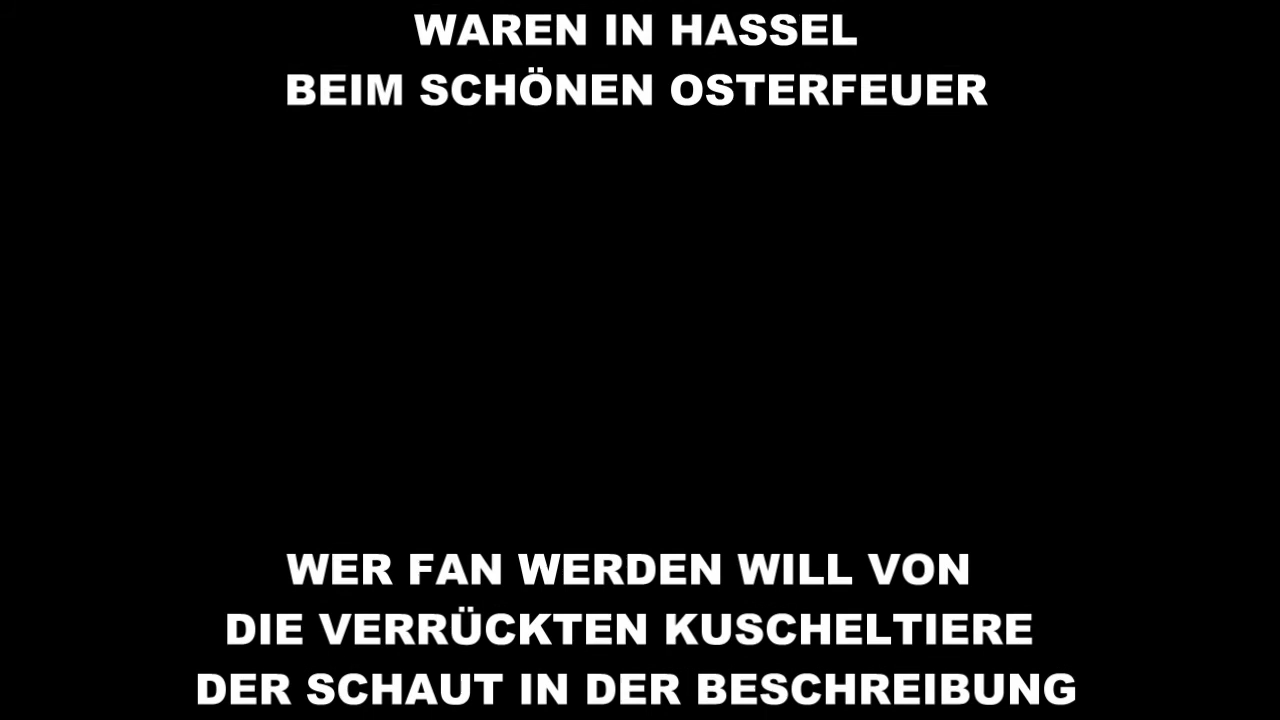 WAREN IN HASSEL
BEIM SCHÖNEN OSTERFEUER
WER FAN WERDEN WILL VON
DIE VERRÜCKTEN KUSCHELTIERE
DER SCHAUT IN DER BESCHREIBUNG